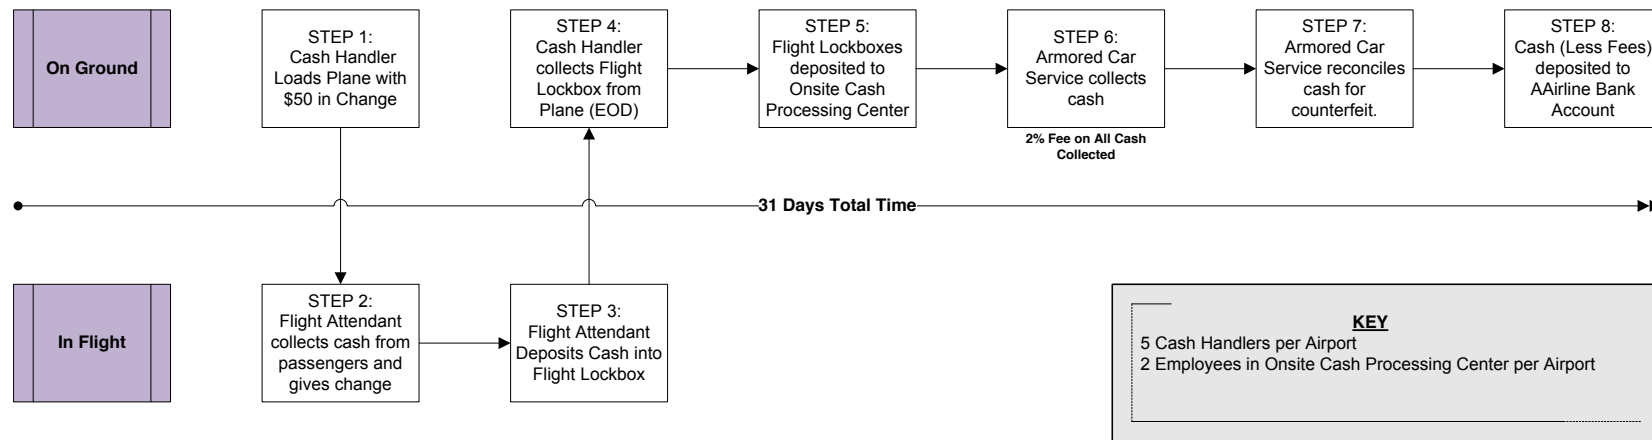 On Ground
STEP 1:
Cash Handler
Loads Plane with
$50 in Change
STEP 4:
Cash Handler
collects Flight
Lockbox from
Plane (EOD)
STEP 5:
Flight Lockboxes
deposited to
Onsite Cash
Processing Center
STEP 6:
Armored Car
Service collects
cash
2% Fee on All Cash
Collected
STEP 7:
Armored Car
Service reconciles
cash for
counterfeit.
STEP 8:
Cash (Less Fees)
deposited to
AAirline Bank
Account
31 Days Total Time
In Flight
STEP 2:
Flight Attendant
collects cash from
passengers and
gives change
STEP 3:
Flight Attendant
Deposits Cash into
Flight Lockbox
KEY
5 Cash Handlers per Airport
2 Employees in Onsite Cash Processing Center per Airport